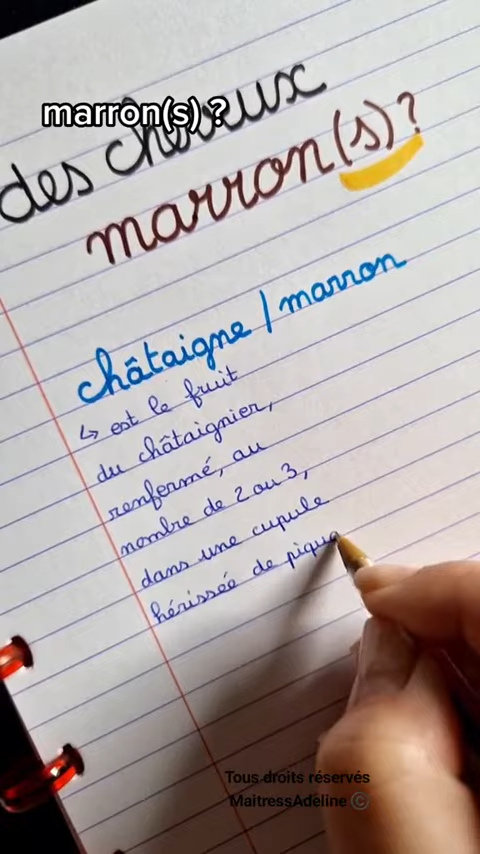 marron(s) ?
des cheveux
marron(s) ?
châtaigne / marron
↳ est le fruit
du châtaignier,
renfermé, au
nombre de 2 ou 3,
dans une cupule
hérissée de piqua
Tous droits réservés
MaitressAdeline ©